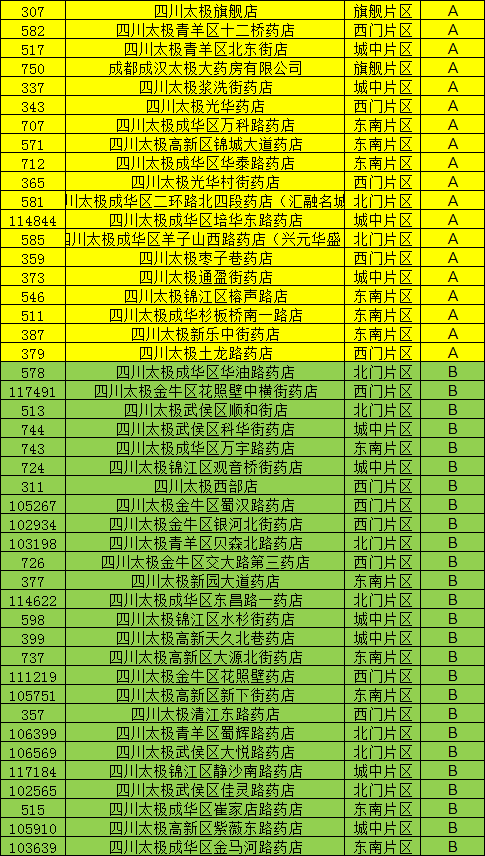 307 四川太极旗舰店 旗舰片区 A
582 四川太极青羊区十二桥药店 西门片区 A
517 四川太极青羊区北东街店 城中片区 A
750 成都成汉太极大药房有限公司 旗舰片区 A
337 四川太极浆洗街药店 城中片区 A
343 四川太极光华药店 西门片区 A
707 四川太极成华区万科路药店 东南片区 A
571 四川太极高新区锦城大道药店 东南片区 A
712 四川太极成华区华泰路药店 东南片区 A
365 四川太极光华村街药店 西门片区 A
581 川太极成华区二环路北四段药店（汇融名城 北门片区 A
114844 四川太极成华区培华东路药店 城中片区 A
585 四川太极成华区羊子山西路药店（兴元华盛 北门片区 A
359 四川太极枣子巷药店 西门片区 A
373 四川太极通盈街药店 城中片区 A
546 四川太极锦江区榕声路店 东南片区 A
511 四川太极成华杉板桥南一路店 东南片区 A
387 四川太极新乐中街药店 东南片区 A
379 四川太极土龙路药店 西门片区 A
578 四川太极成华区华油路药店 北门片区 B
117491 四川太极金牛区花照壁中横街药店 西门片区 B
513 四川太极武侯区顺和街店 北门片区 B
744 四川太极武侯区科华街药店 城中片区 B
743 四川太极成华区万宇路药店 东南片区 B
724 四川太极锦江区观音桥街药店 城中片区 B
311 四川太极西部店 西门片区 B
105267 四川太极金牛区蜀汉路药店 西门片区 B
102934 四川太极金牛区银河北街药店 西门片区 B
103198 四川太极青羊区贝森北路药店 北门片区 B
726 四川太极金牛区交大路第三药店 西门片区 B
377 四川太极新园大道药店 东南片区 B
114622 四川太极成华区东昌路一药店 北门片区 B
598 四川太极锦江区水杉街药店 城中片区 B
399 四川太极高新天久北巷药店 城中片区 B
737 四川太极高新区大源北街药店 东南片区 B
111219 四川太极金牛区花照壁药店 西门片区 B
105751 四川太极高新区新下街药店 东南片区 B
357 四川太极清江东路药店 西门片区 B
106399 四川太极青羊区蜀辉路药店 北门片区 B
106569 四川太极武侯区大悦路药店 北门片区 B
117184 四川太极锦江区静沙南路药店 城中片区 B
102565 四川太极武侯区佳灵路药店 北门片区 B
515 四川太极成华区崔家店路药店 东南片区 B
105910 四川太极高新区紫薇东路药店 城中片区 B
103639 四川太极成华区金马河路药店 东南片区 B